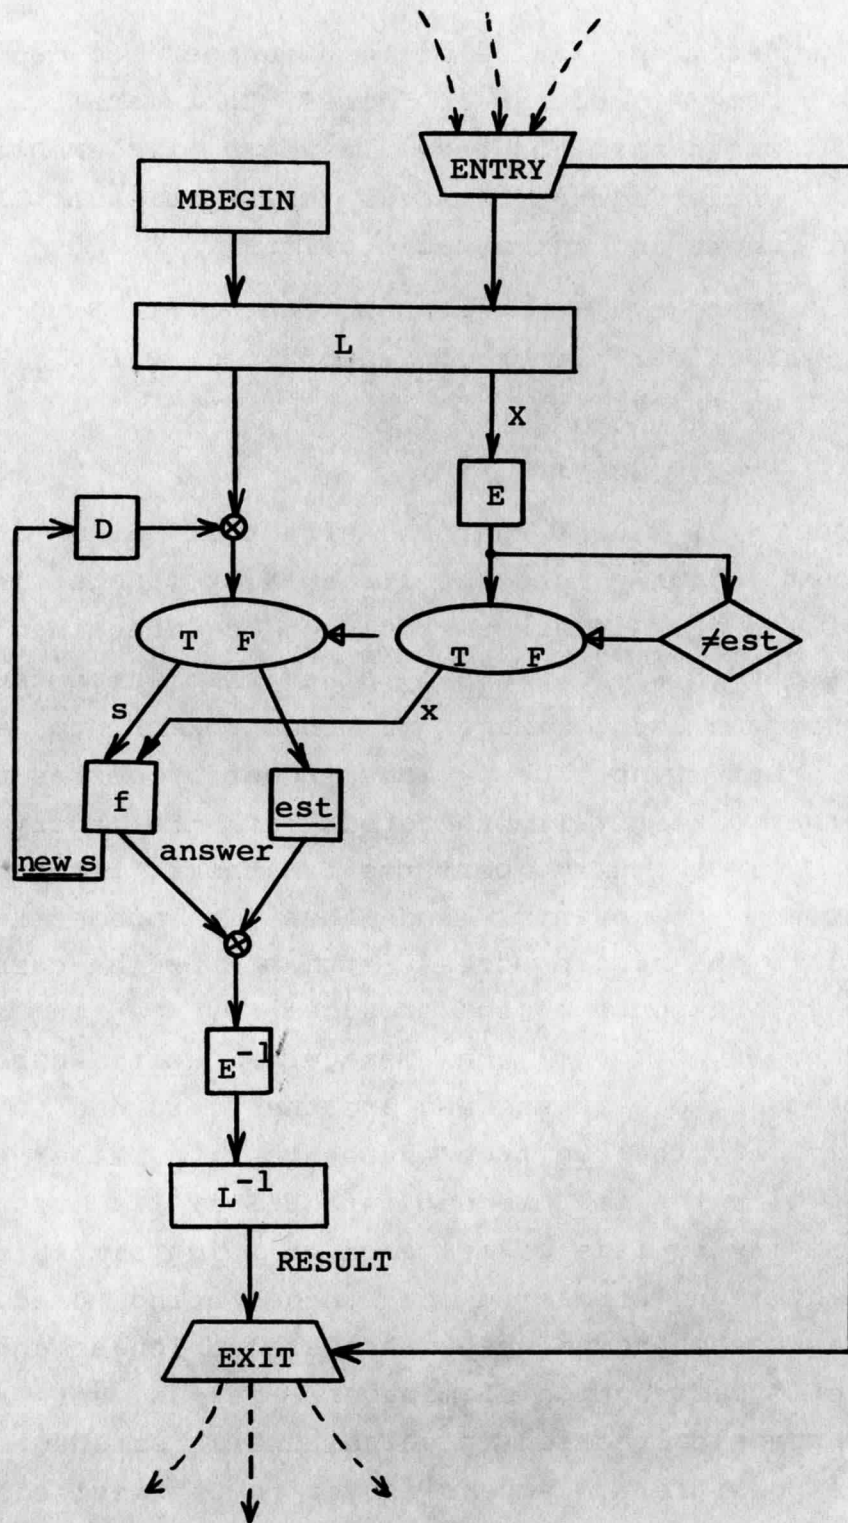 ENTRY
MBEGIN
L
X
E
D
T F
T F
≠est
s
x
f
est
answer
new s
E⁻¹
L⁻¹
RESULT
EXIT